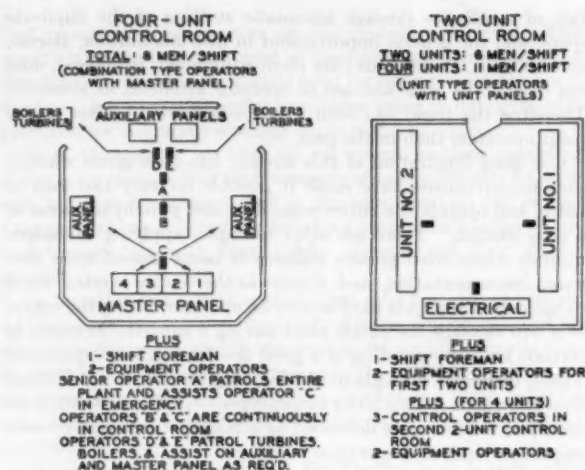 FOUR-UNIT
CONTROL ROOM
TOTAL: 8 MEN/SHIFT
(COMBINATION TYPE OPERATORS
WITH MASTER PANEL)
BOILERS
TURBINES
AUXILIARY PANELS
BOILERS
TURBINES
D
A
C
AUX. PANEL
AUX. PANEL
4 3 2 1
MASTER PANEL
PLUS
1-SHIFT FOREMAN
2-EQUIPMENT OPERATORS
SENIOR OPERATOR "A" PATROLS ENTIRE
PLANT AND ASSISTS OPERATOR
IN EMERGENCY
OPERATORS "B" & "C" ARE CONTINUOUSLY
IN CONTROL ROOM
OPERATORS "D" & "E" PATROL TURBINES,
BOILERS, & ASSIST ON AUXILIARY
AND MASTER PANEL AS REQ'D.
TWO-UNIT
CONTROL ROOM
TWO UNITS: 6 MEN/SHIFT
FOUR UNITS: 11 MEN/SHIFT
(UNIT TYPE OPERATORS
WITH UNIT PANELS)
UNIT NO. 2
UNIT NO. 1
ELECTRICAL
PLUS
1-SHIFT FOREMAN
2-EQUIPMENT OPERATORS FOR
FIRST TWO UNITS
PLUS (FOR 4 UNITS)
3-CONTROL OPERATORS IN
SECOND 2-UNIT CONTROL
ROOM
2-EQUIPMENT OPERATORS